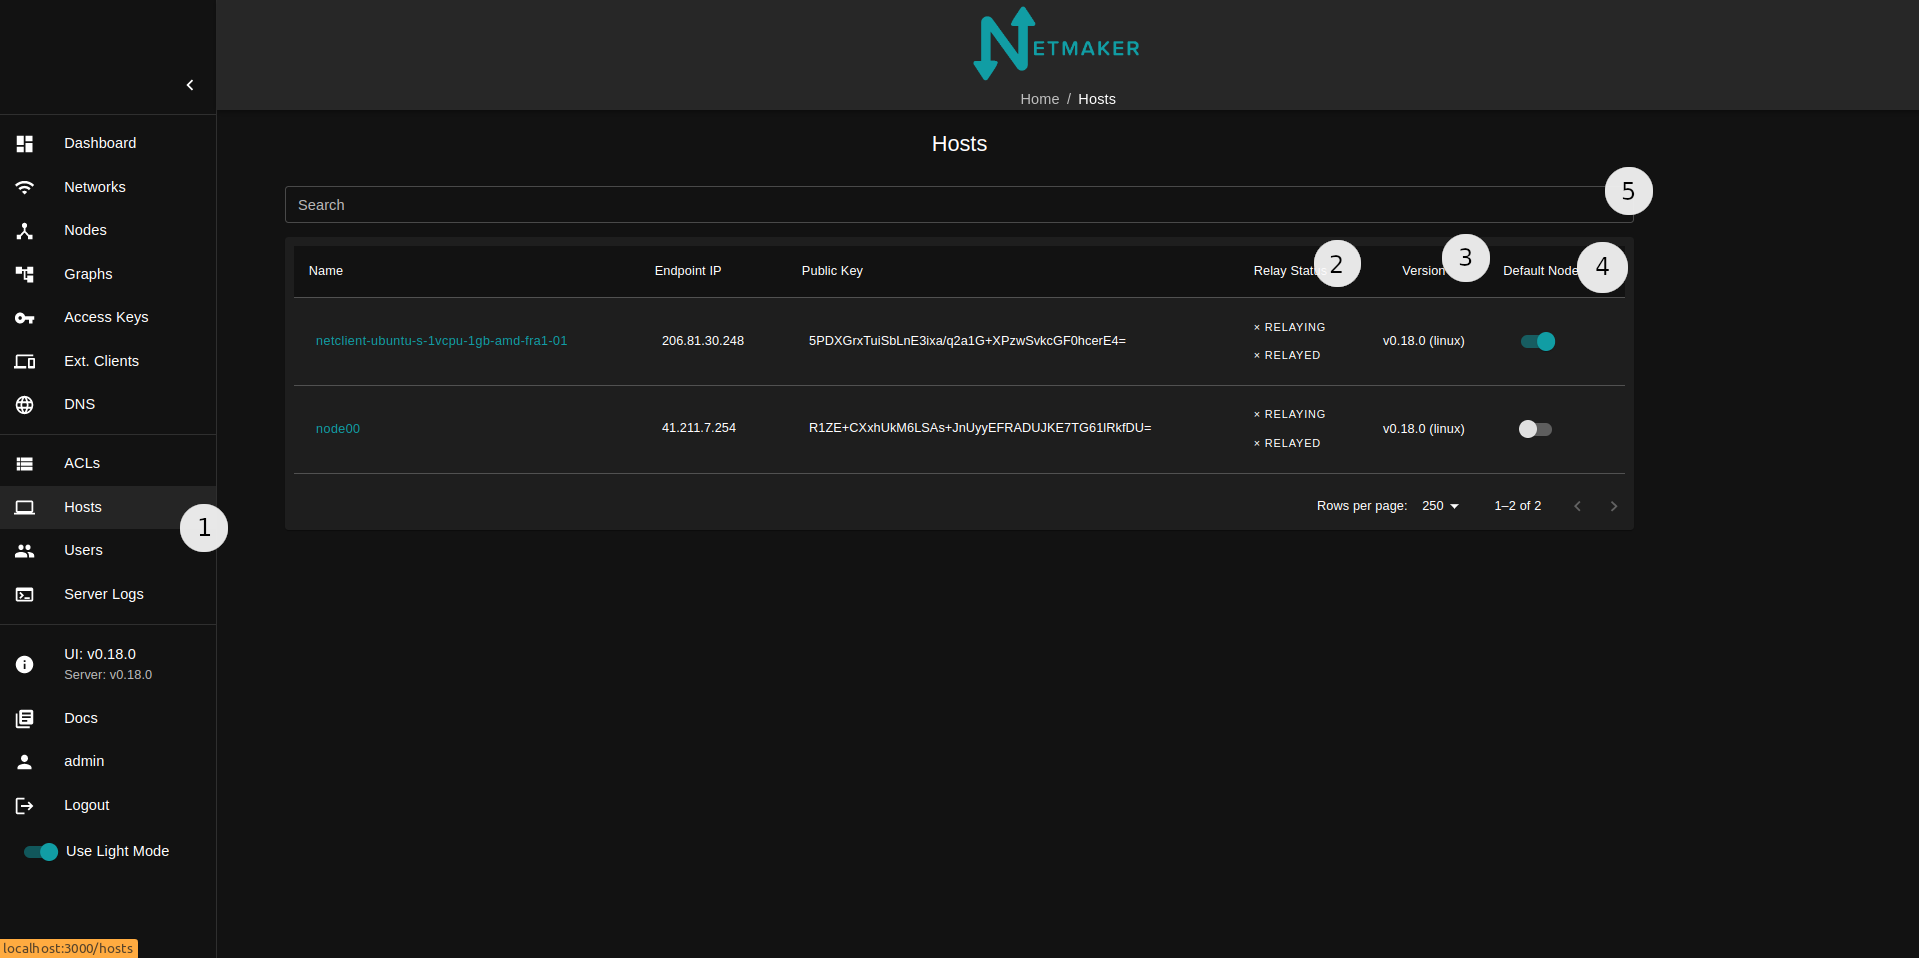 NETMAKER
Home / Hosts
Dashboard
Networks
Nodes
Graphs
Access Keys
Ext. Clients
DNS
ACLs
Hosts
1
Users
Server Logs
UI: v0.18.0
Server: v0.18.0
Docs
admin
Logout
Use Light Mode
localhost:3000/hosts
Hosts
Search
5
Name Endpoint IP Public Key Relay Stat 2 Version 3 Default Node 4
netclient-ubuntu-s-1vcpu-1gb-amd-fra1-01 206.81.30.248 5PDXGrxTuiSbLnE3ixa/q2a1G+XPzwSvkcGF0hcerE4= × RELAYING v0.18.0 (linux)
× RELAYED
node00 41.211.7.254 R1ZE+CXxhUkM6LSAs+JnUyyEFRADUJKE7TG61lRkfDU= × RELAYING v0.18.0 (linux)
× RELAYED
Rows per page: 250 1–2 of 2